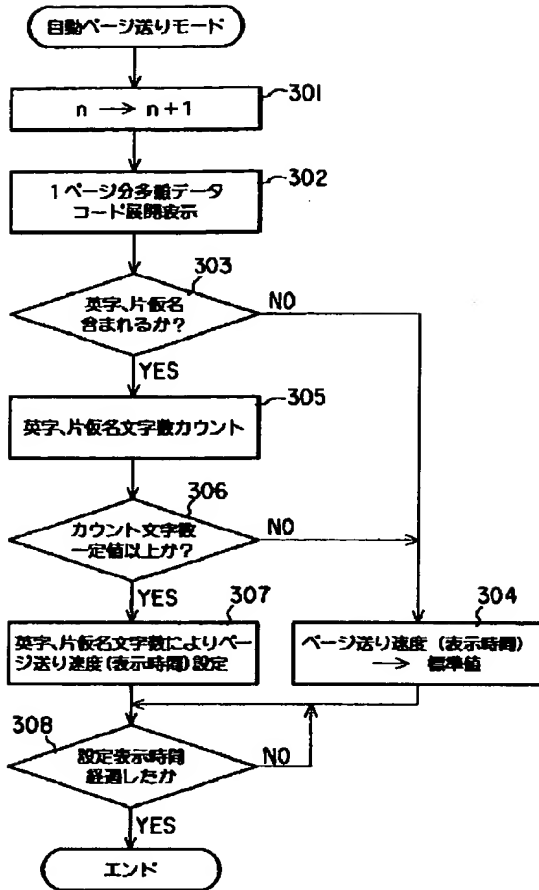 自動ページ送りモード
301
n → n+1
302
1ページ分多重データ
コード展開表示
303
英字、片仮名
含まれるか?
NO
YES
305
英字、片仮名文字数カウント
306
カウント文字数
一定値以上か?
NO
YES
307
英字、片仮名文字数によりペー
ジ送り速度(表示時間)設定
304
ページ送り速度 (表示時間)
→ 標準値
308
設定表示時間
経過したか
NO
YES
エンド